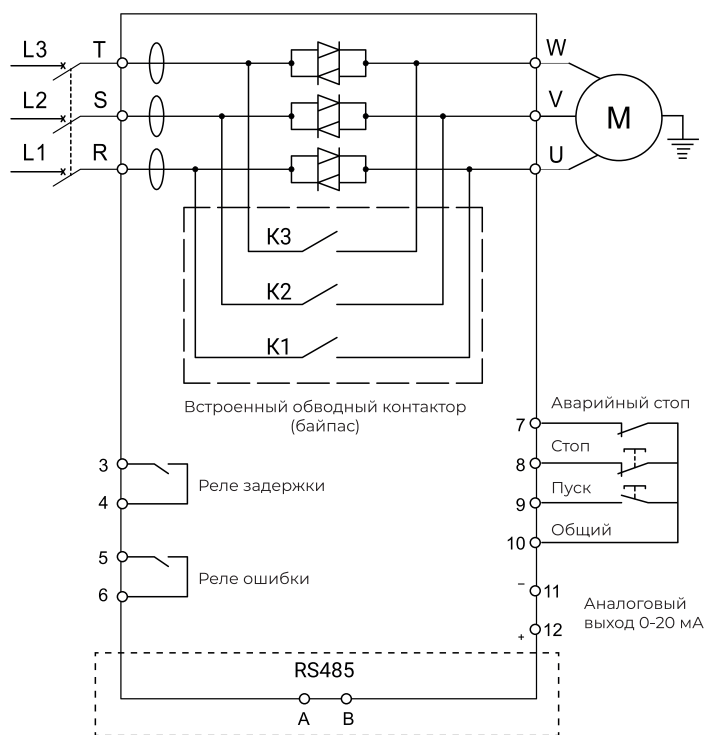 L3 T W
L2 S V
L1 R U
M
K3
K2
K1
Встроенный обводный контактор
(байпас)
7 Аварийный стоп
8 Стоп
9 Пуск
10 Общий
3
4 Реле задержки
5
6 Реле ошибки
− 11
+ 12
Аналоговый
выход 0-20 мА
RS485
A B